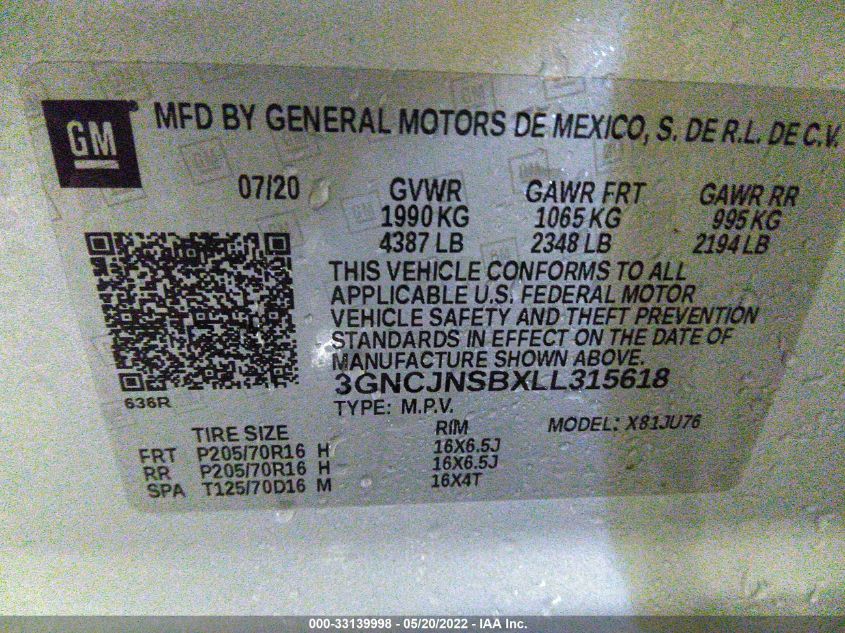 GM ® MFD BY GENERAL MOTORS DE MEXICO, S. DE R.L. DE C.V.
07/20 GVWR GAWR FRT GAWR RR
1990 KG 1065 KG 995 KG
4387 LB 2348 LB 2194 LB
THIS VEHICLE CONFORMS TO ALL
APPLICABLE U.S. FEDERAL MOTOR
VEHICLE SAFETY AND THEFT PREVENTION
STANDARDS IN EFFECT ON THE DATE OF
MANUFACTURE SHOWN ABOVE.
3GNCJNSBXLL315618
636R
TYPE: M.P.V. MODEL: X81JU76
TIRE SIZE RIM
FRT P205/70R16 H 16X6.5J
RR P205/70R16 H 16X6.5J
SPA T125/70D16 M 16X4T
000-33139998 - 05/20/2022 - IAA Inc.